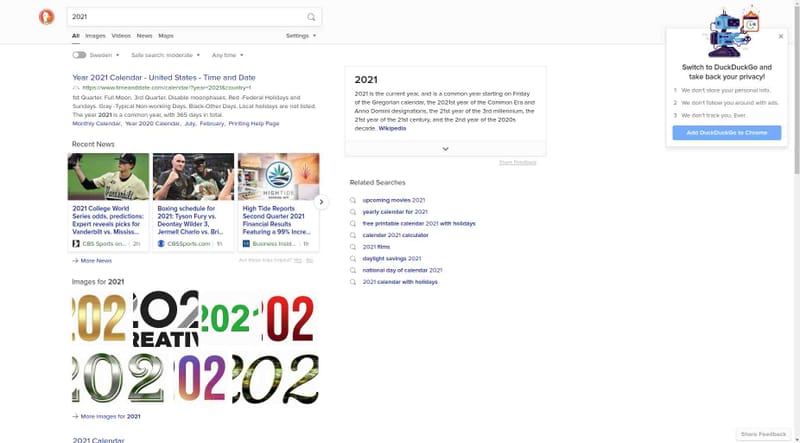 2021
All Images Videos News Maps
Settings
Sweden Safe search: moderate Any time
Year 2021 Calendar - United States - Time and Date
https://www.timeanddate.com/calendar/?year=2021&country=1
1st Quarter. Full Moon. 3rd Quarter. Disable moonphases. Red-Federal Holidays and
Sundays. Gray-Typical Non-working Days. Black-Other Days. Local holidays are not listed.
The year 2021 is a common year, with 365 days in total.
Monthly Calendar, Year 2020 Calendar, July, February, Printing Help Page
Recent News
2021 College World
Series odds, predictions:
Expert reveals picks for
Vanderbilt vs. Mississ...
CBS Sports on... | 2h
Boxing schedule for
2021: Tyson Fury vs.
Deontay Wilder 3,
Jermell Charlo vs. Bri...
CBSSports.com | 1h
HIGHTIDE
High Tide Reports
Second Quarter 2021
Financial Results
Featuring a 99% Incre...
Business Insid... | 1h
More News
Are these links helpful? Yes No
Images for 2021
02
202
REATIV
2021
02
202
02
202
More Images for 2021
2021 Calendar
2021
2021 is the current year, and is a common year starting on Friday
of the Gregorian calendar, the 2021st year of the Common Era and
Anno Domini designations, the 21st year of the 3rd millennium, the
21st year of the 21st century, and the 2nd year of the 2020s
decade. Wikipedia
Share Feedback
Related Searches
upcoming movies 2021
yearly calendar for 2021
free printable calendar 2021 with holidays
calendar 2021 calculator
2021 films
daylight savings 2021
national day of calendar 2021
2021 calendar with holidays
Switch to DuckDuckGo and
take back your privacy!
1 We don't store your personal info.
2 We don't follow you around with ads.
3 We don't track you. Ever.
Add DuckDuckGo to Chrome
Share Feedback